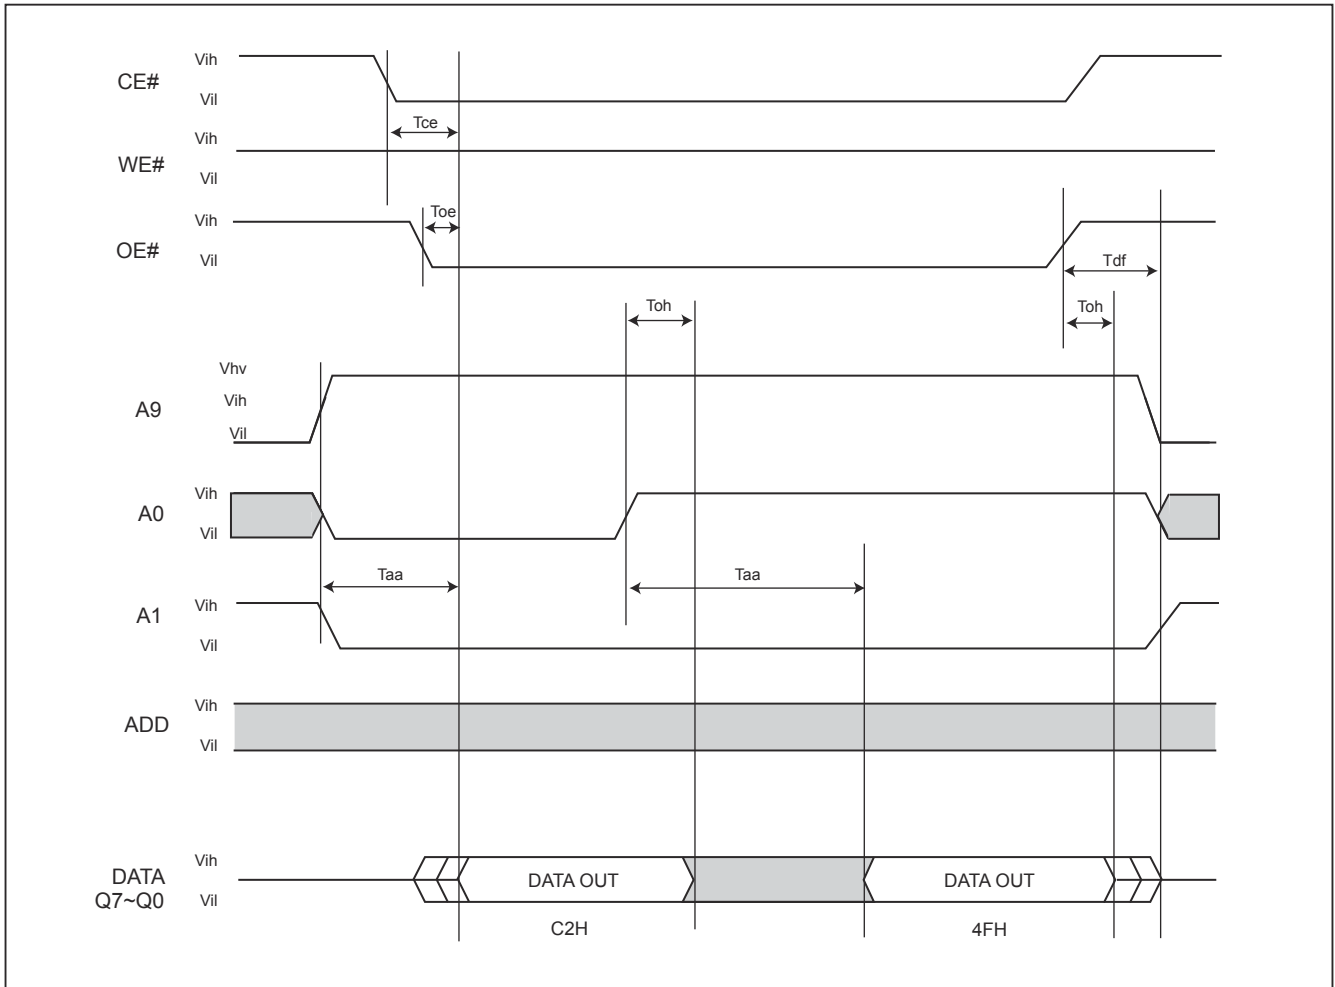 Vih
CE#
Vil
Tce
Vih
WE#
Vil
Toe
Vih
OE#
Vil
Tdf
Toh
Toh
Vhv
Vih
A9
Vil
Vih
A0
Vil
Taa
Taa
Vih
A1
Vil
Vih
ADD
Vil
Vih
DATA
Q7~Q0
Vil
DATA OUT
DATA OUT
C2H
4FH